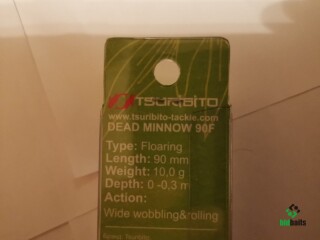 TSURIBITO
www.tsuribito-tackle.com
DEAD MINNOW 90F
Type: Floaring
Length: 90 mm
Weight: 10,0 g
Depth: 0 -0,3 m
Action:
Wide wobbling&rolling
baits